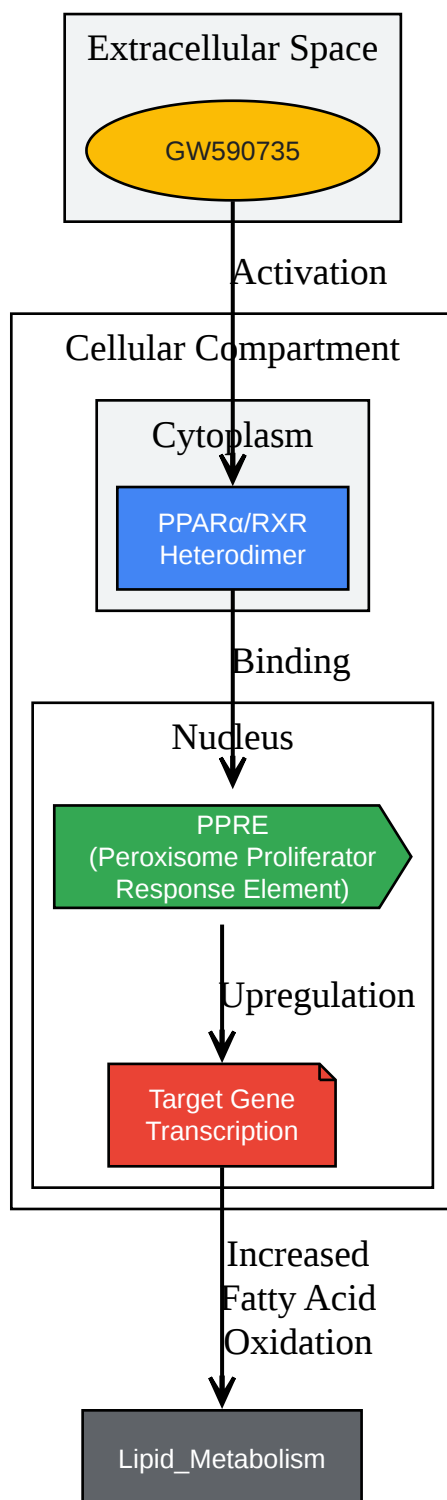 Extracellular Space
GW590735
Activation
Cellular Compartment
Cytoplasm
PPARα/RXR
Heterodimer
Binding
Nucleus
PPRE
(Peroxisome Proliferator
Response Element)
Upregulation
Target Gene
Transcription
Increased
Fatty Acid
Oxidation
Lipid_Metabolism